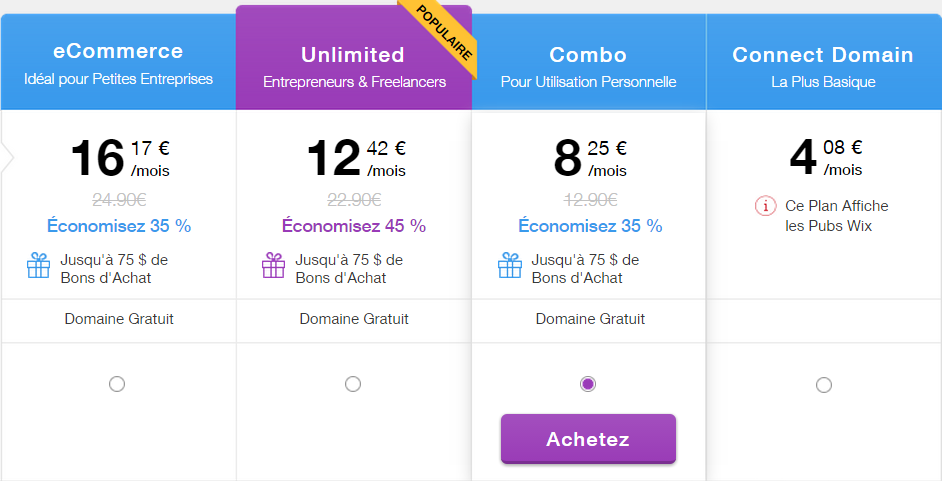 eCommerce
Idéal pour Petites Entreprises
16 17 €
/mois
24.90€
Économisez 35 %
Jusqu'à 75 $ de
Bons d'Achat
Domaine Gratuit
POPULAIRE
Unlimited
Entrepreneurs & Freelancers
12 42 €
/mois
22.90€
Économisez 45 %
Jusqu'à 75 $ de
Bons d'Achat
Domaine Gratuit
Combo
Pour Utilisation Personnelle
8 25 €
/mois
12.90€
Économisez 35 %
Jusqu'à 75 $ de
Bons d'Achat
Domaine Gratuit
Achetez
Connect Domain
La Plus Basique
4 08 €
/mois
Ce Plan Affiche
les Pubs Wix